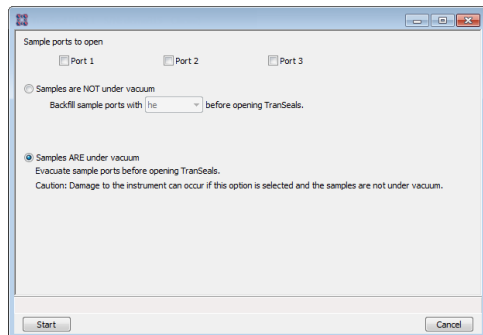 Sample ports to open
Port 1 Port 2 Port 3
Samples are NOT under vacuum
Backfill sample ports with he before opening TranSeals.
Samples ARE under vacuum
Evacuate sample ports before opening TranSeals.
Caution: Damage to the instrument can occur if this option is selected and the samples are not under vacuum.
Start Cancel